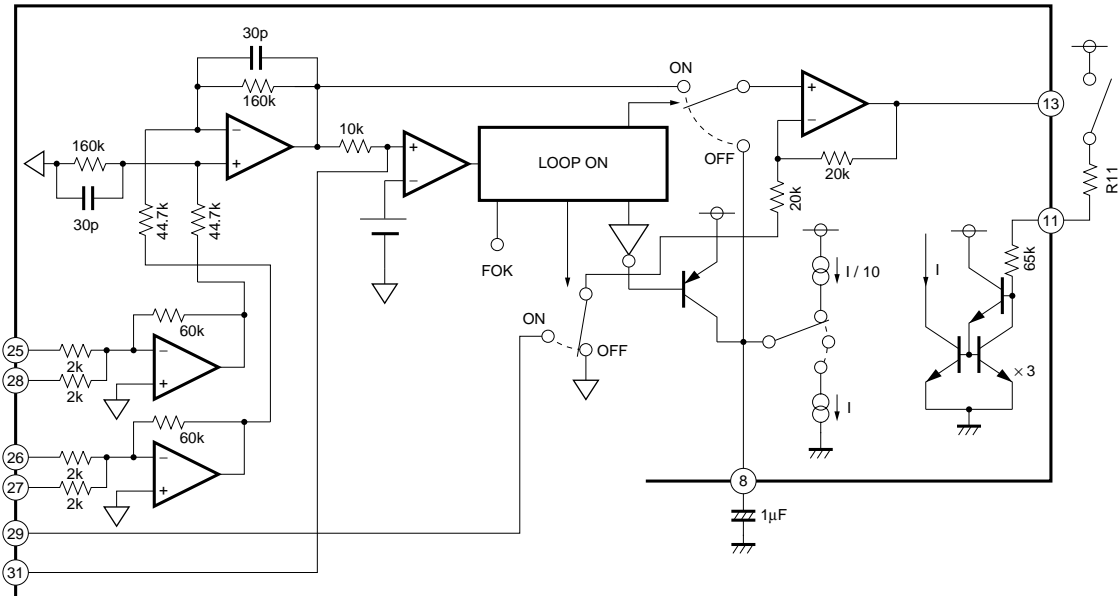 30p
160k
ON
13
160k
10k
LOOP ON
OFF
20k
R11
30p
44.7k
44.7k
20k
11
FOK
I / 10
I
65k
60k
ON
OFF
25
2k
28
2k
× 3
I
60k
26
2k
27
2k
8
29
1µF
31
−
+
+
−
+
−
−
+
−
+